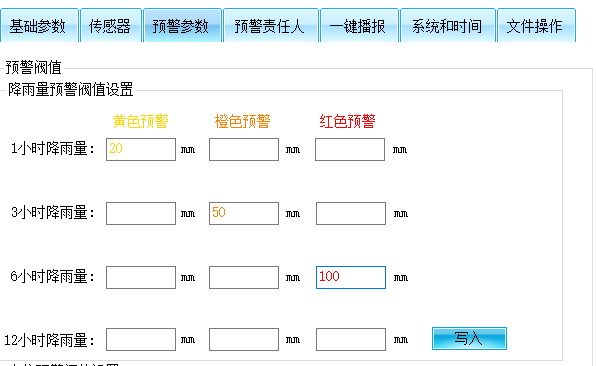 基础参数 传感器 预警参数 预警责任人 一键播报 系统和时间 文件操作
预警阀值
降雨量预警阀值设置
黄色预警 橙色预警 红色预警
1小时降雨量: 20 mm mm mm
3小时降雨量: mm 50 mm mm
6小时降雨量: mm mm 100 mm
12小时降雨量: mm mm mm 写入